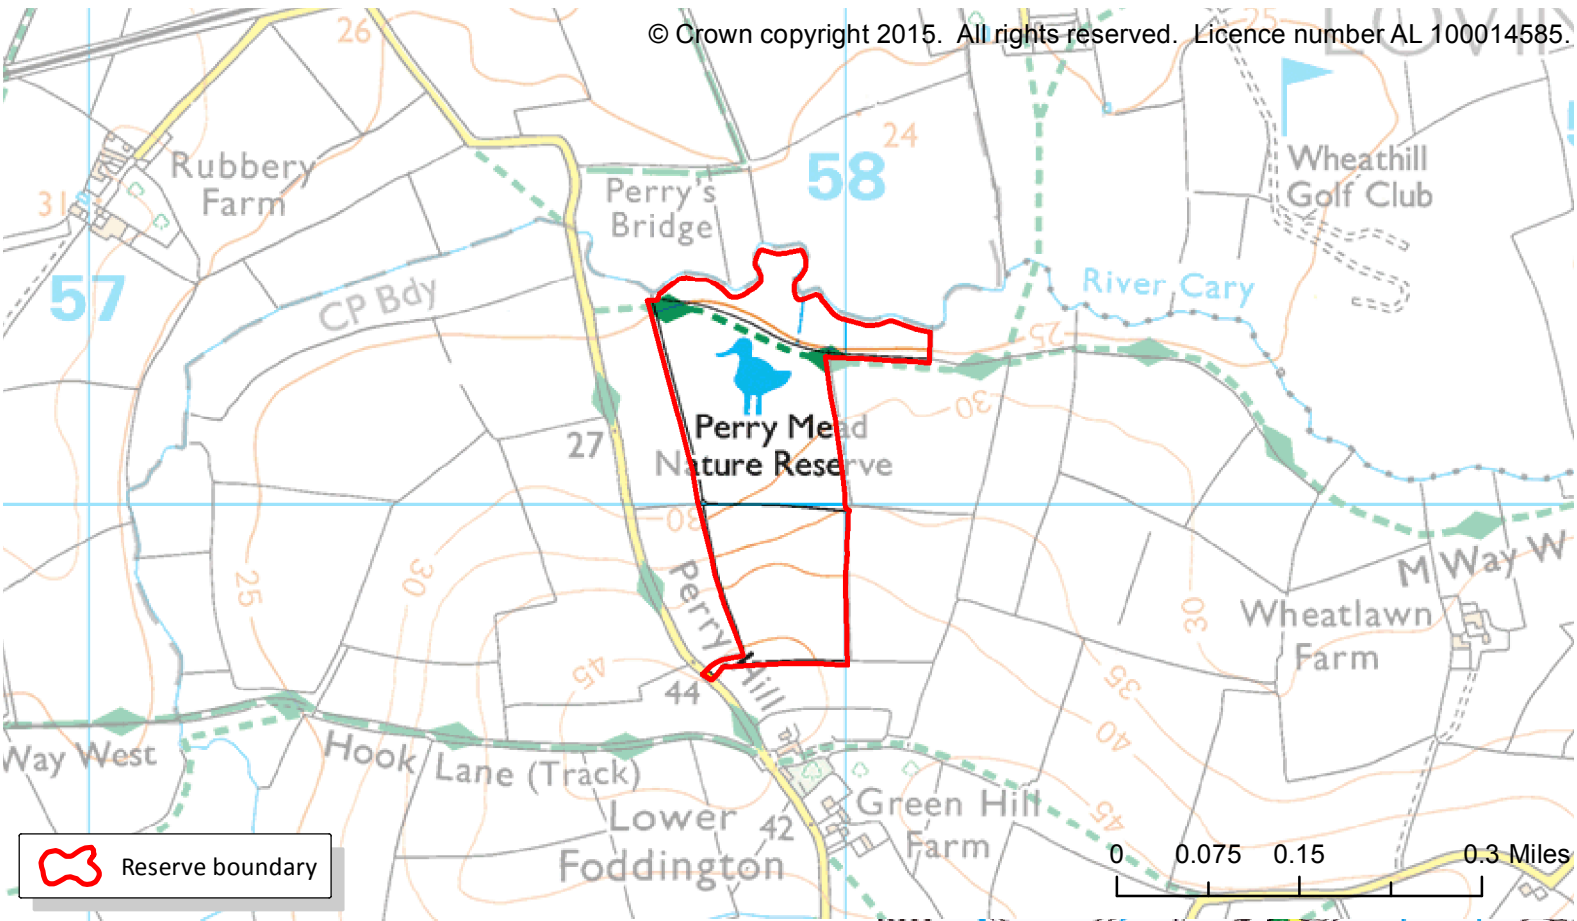 © Crown copyright 2015. All rights reserved. Licence number AL 100014585.
26
25
24
Rubbery
Farm
31
Perry's
Bridge
58
Wheathill
Golf Club
57
CP Bdy
River Cary
25
30
27
Perry Mead
Nature Reserve
30
25
30
Perry Hill
M Way W
30
Wheatlawn
Farm
45
44
35
40
Way West
Hook Lane (Track)
Lower
Foddington
42
Green Hill
Farm
45
0 0.075 0.15 0.3 Miles
Reserve boundary